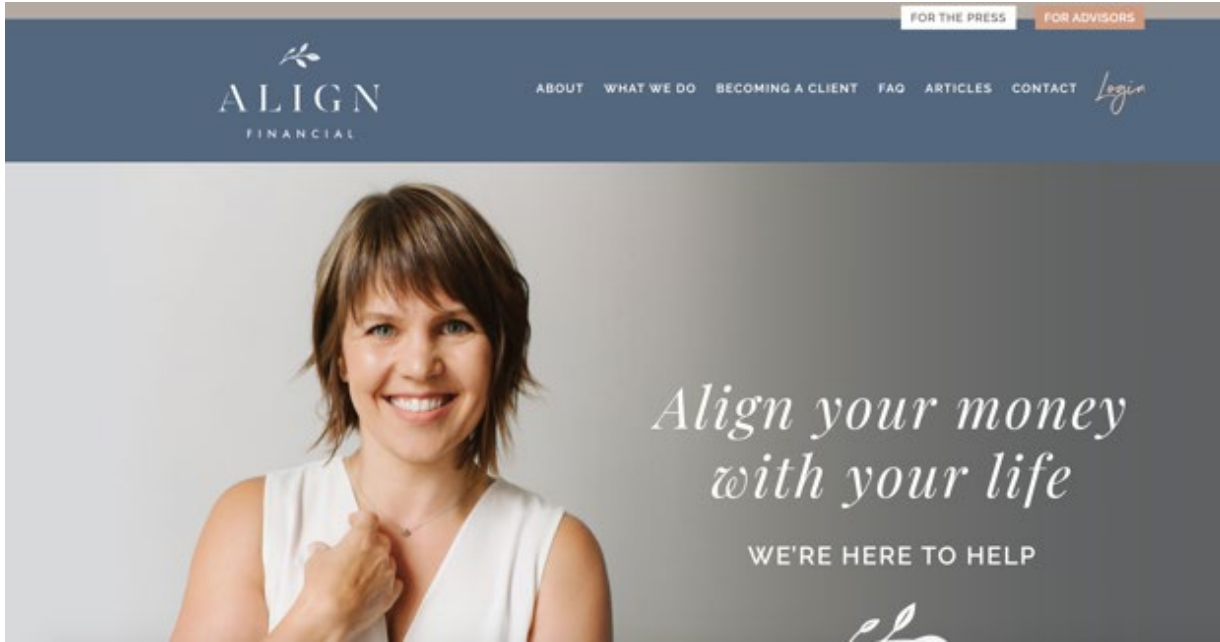 FOR THE PRESS
FOR ADVISORS
ALIGN
FINANCIAL
ABOUT
WHAT WE DO
BECOMING A CLIENT
FAQ
ARTICLES
CONTACT
Login
Align your money
with your life
WE'RE HERE TO HELP